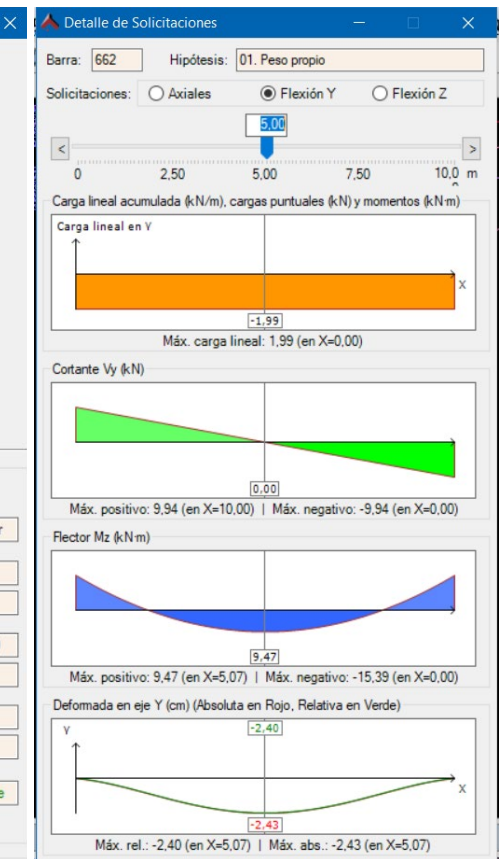 Detalle de Solicitaciones
Barra: 662 Hipótesis: 01. Peso propio
Solicitaciones: Axiales Flexión Y Flexión Z
5,00
< >
0 2,50 5,00 7,50 10,0 m
Carga lineal acumulada (kN/m), cargas puntuales (kN) y momentos (kN·m)
Carga lineal en Y
X
-1,99
Máx. carga lineal: 1,99 (en X=0,00)
Cortante Vy (kN)
0,00
Máx. positivo: 9,94 (en X=10,00) | Máx. negativo: -9,94 (en X=0,00)
Flector Mz (kN·m)
9,47
Máx. positivo: 9,47 (en X=5,07) | Máx. negativo: -15,39 (en X=0,00)
Deformada en eje Y (cm) (Absoluta en Rojo, Relativa en Verde)
Y
-2,40
X
-2,43
Máx. rel.: -2,40 (en X=5,07) | Máx. abs.: -2,43 (en X=5,07)